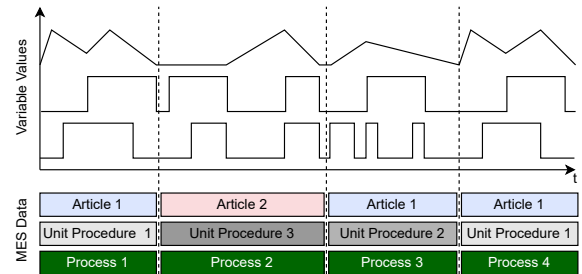 Variable Values
t
MES Data
Article 1 Article 2 Article 1 Article 1
Unit Procedure 1 Unit Procedure 3 Unit Procedure 2 Unit Procedure 1
Process 1 Process 2 Process 3 Process 4